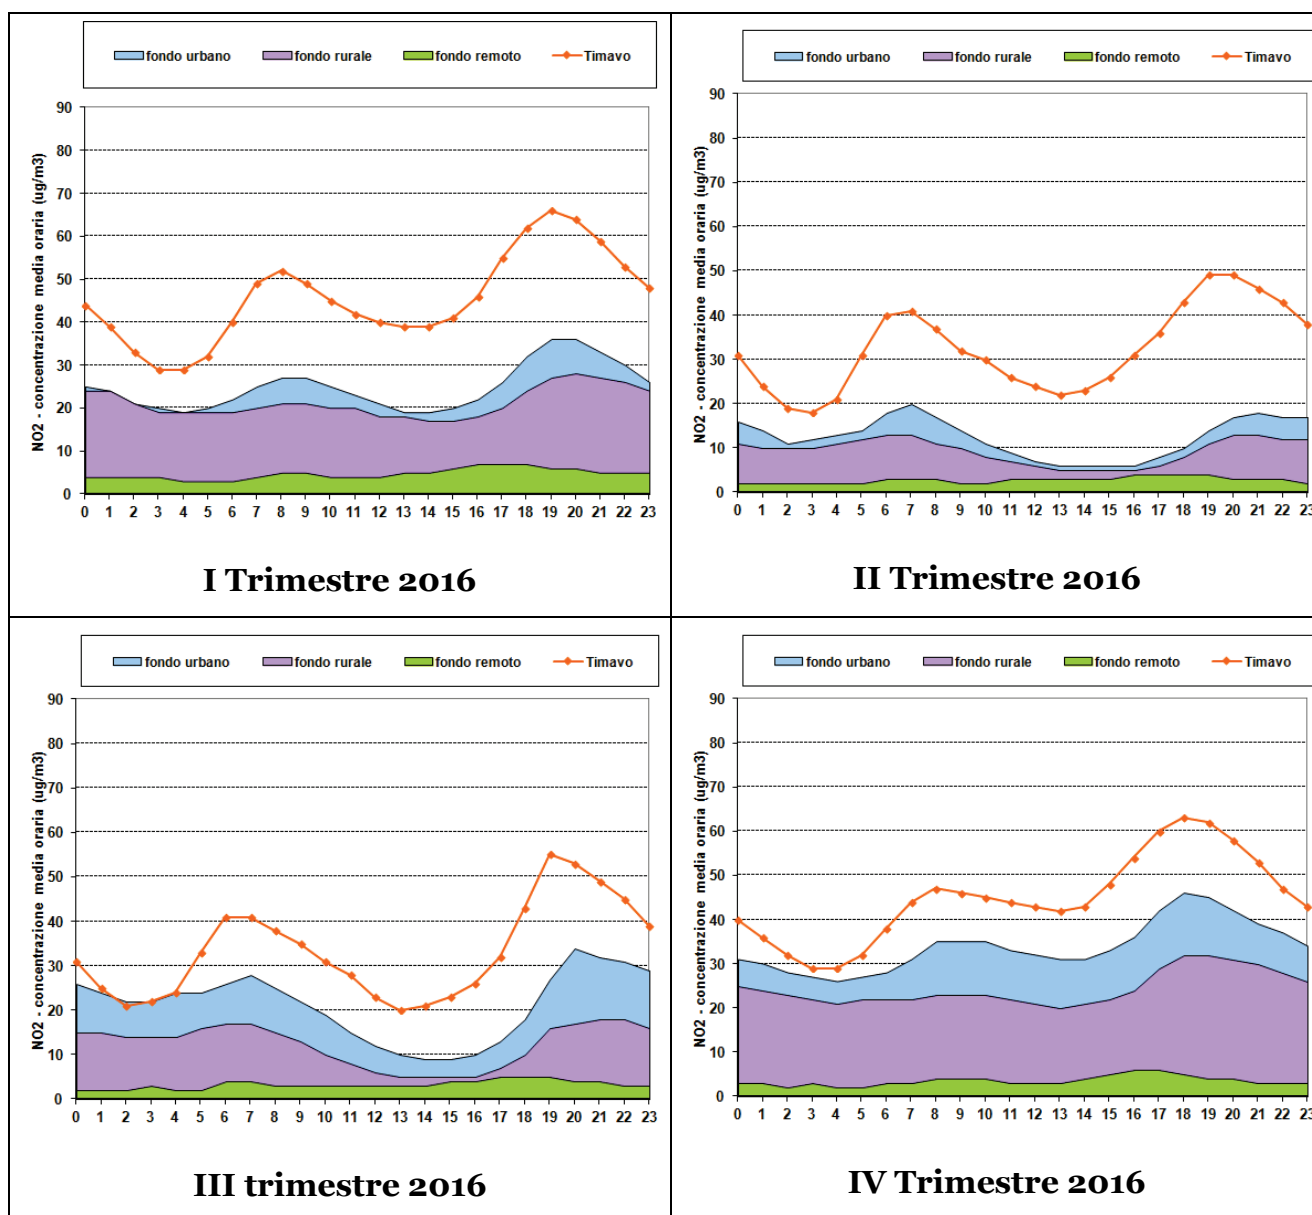 fondo urbano fondo rurale fondo remoto Timavo
NO2 - concentrazione media oraria (ug/m3)
90
80
70
60
50
40
30
20
10
0
0 1 2 3 4 5 6 7 8 9 10 11 12 13 14 15 16 17 18 19 20 21 22 23
I Trimestre 2016
fondo urbano fondo rurale fondo remoto Timavo
NO2 - concentrazione media oraria (ug/m3)
90
80
70
60
50
40
30
20
10
0
0 1 2 3 4 5 6 7 8 9 10 11 12 13 14 15 16 17 18 19 20 21 22 23
II Trimestre 2016
fondo urbano fondo rurale fondo remoto Timavo
NO2 - concentrazione media oraria (ug/m3)
90
80
70
60
50
40
30
20
10
0
0 1 2 3 4 5 6 7 8 9 10 11 12 13 14 15 16 17 18 19 20 21 22 23
III trimestre 2016
fondo urbano fondo rurale fondo remoto Timavo
NO2 - concentrazione media oraria (ug/m3)
90
80
70
60
50
40
30
20
10
0
0 1 2 3 4 5 6 7 8 9 10 11 12 13 14 15 16 17 18 19 20 21 22 23
IV Trimestre 2016